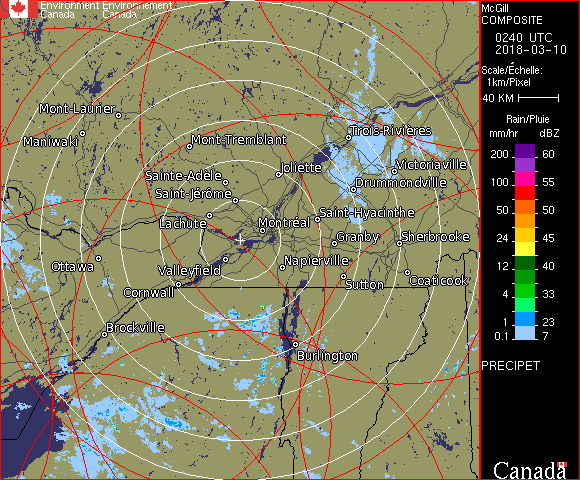 Environment Environnement
Canada Canada
McGill
COMPOSITE
0240 UTC
2018-03-10
Scale/Échelle:
1km/Pixel
40 KM
Rain/Pluie
mm/hr dBZ
200 60
55
100 55
50 50
24 45
12 40
4 33
1 23
0.1 7
PRECIPET
Canada
Mont-Laurier
Maniwaki
Trois-Rivières
Mont-Tremblant
Joliette
Victoriaville
Sainte-Adèle
Drummondville
Saint-Jérôme
Lachute
Saint-Hyacinthe
Montréal
Granby
Sherbrooke
Ottawa
Valleyfield
Napierville
Cornwall
Sutton
Coaticook
Brockville
Burlington